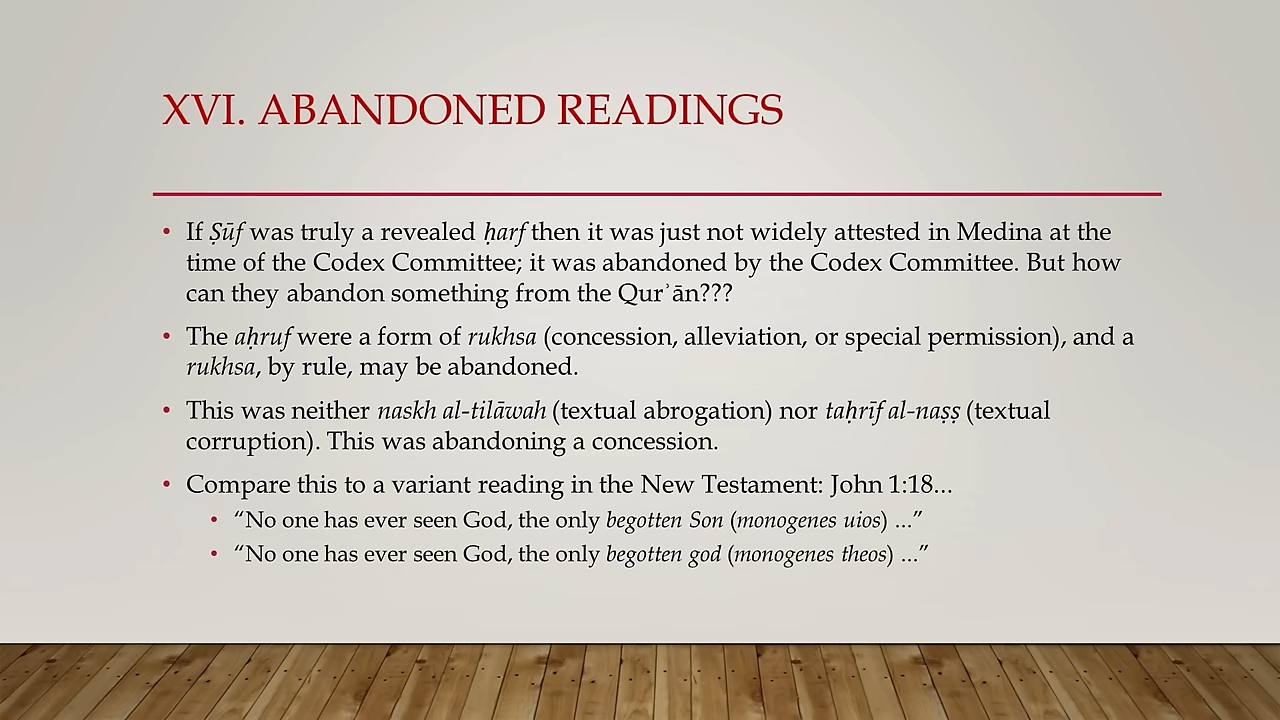 XVI. ABANDONED READINGS
• If Ṣūf was truly a revealed ḥarf then it was just not widely attested in Medina at the
time of the Codex Committee; it was abandoned by the Codex Committee. But how
can they abandon something from the Qurʾān???
• The aḥruf were a form of rukhsa (concession, alleviation, or special permission), and a
rukhsa, by rule, may be abandoned.
• This was neither naskh al-tilāwah (textual abrogation) nor taḥrīf al-naṣṣ (textual
corruption). This was abandoning a concession.
• Compare this to a variant reading in the New Testament: John 1:18...
• “No one has ever seen God, the only begotten Son (monogenes uios) ...”
• “No one has ever seen God, the only begotten god (monogenes theos) ...”